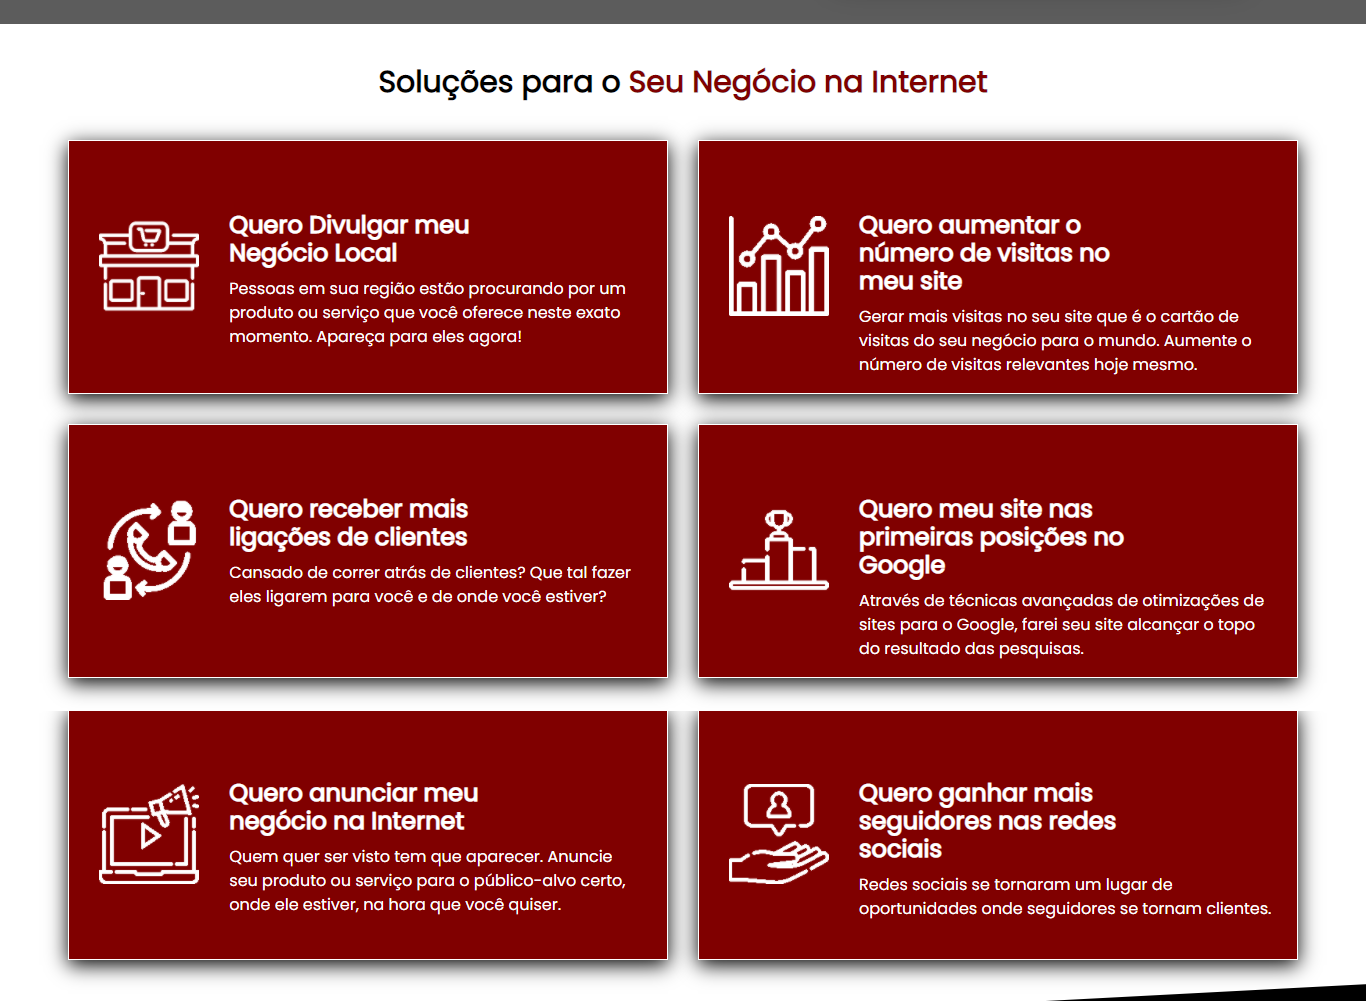 Soluções para o Seu Negócio na Internet
Quero Divulgar meu
Negócio Local
Pessoas em sua região estão procurando por um
produto ou serviço que você oferece neste exato
momento. Apareça para eles agora!
Quero aumentar o
número de visitas no
meu site
Gerar mais visitas no seu site que é o cartão de
visitas do seu negócio para o mundo. Aumente o
número de visitas relevantes hoje mesmo.
Quero receber mais
ligações de clientes
Cansado de correr atrás de clientes? Que tal fazer
eles ligarem para você e de onde você estiver?
Quero meu site nas
primeiras posições no
Google
Através de técnicas avançadas de otimizações de
sites para o Google, farei seu site alcançar o topo
do resultado das pesquisas.
Quero anunciar meu
negócio na Internet
Quem quer ser visto tem que aparecer. Anuncie
seu produto ou serviço para o público-alvo certo,
onde ele estiver, na hora que você quiser.
Quero ganhar mais
seguidores nas redes
sociais
Redes sociais se tornaram um lugar de
oportunidades onde seguidores se tornam clientes.